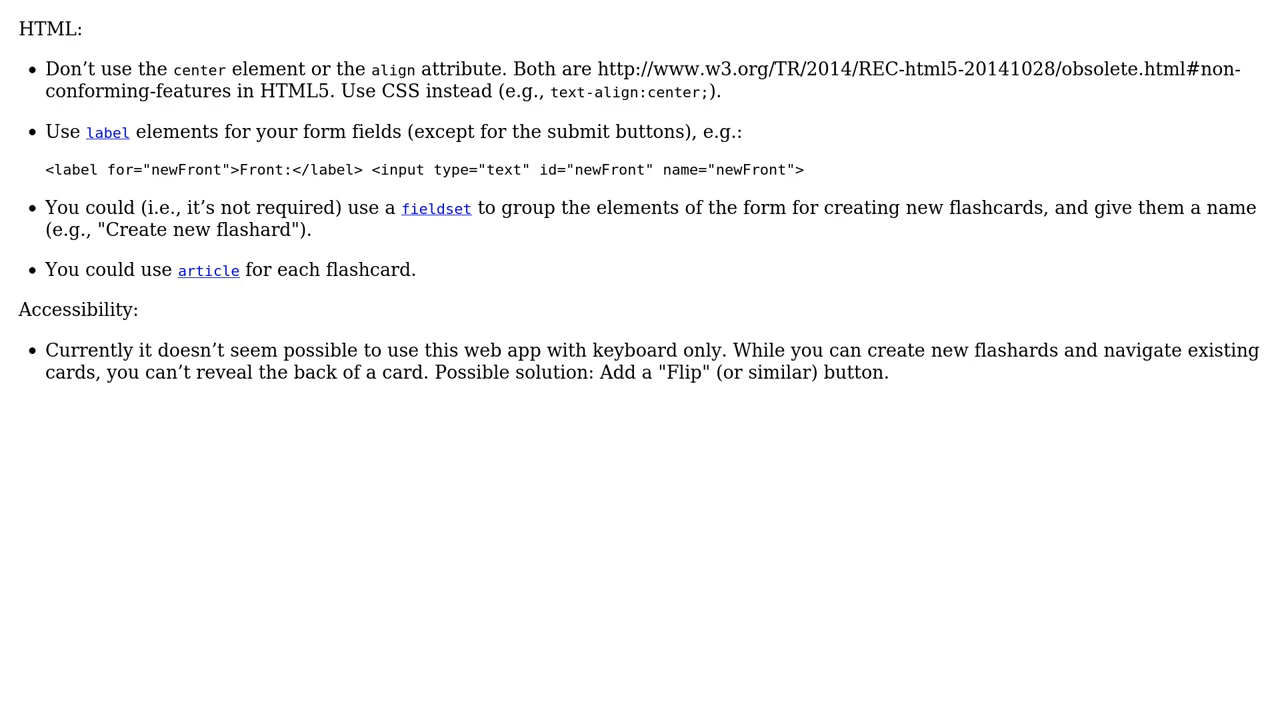 HTML:
• Don’t use the center element or the align attribute. Both are http://www.w3.org/TR/2014/REC-html5-20141028/obsolete.html#non-
conforming-features in HTML5. Use CSS instead (e.g., text-align:center;).
• Use label elements for your form fields (except for the submit buttons), e.g.:
<label for="newFront">Front:</label> <input type="text" id="newFront" name="newFront">
• You could (i.e., it’s not required) use a fieldset to group the elements of the form for creating new flashcards, and give them a name
(e.g., "Create new flashard").
• You could use article for each flashcard.
Accessibility:
• Currently it doesn’t seem possible to use this web app with keyboard only. While you can create new flashards and navigate existing
cards, you can’t reveal the back of a card. Possible solution: Add a "Flip" (or similar) button.